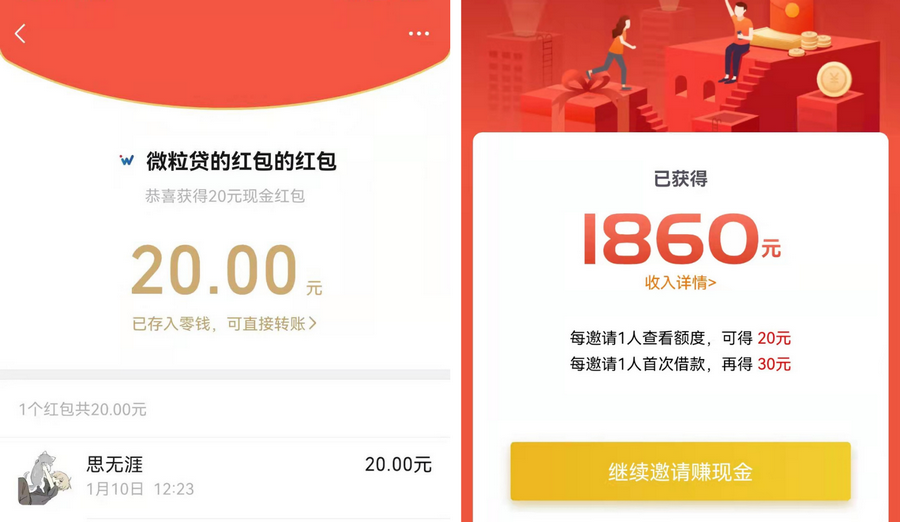 微粒贷的红包的红包
恭喜获得20元现金红包
20.00元
已存入零钱，可直接转账>
1个红包共20.00元
思无涯
20.00元
1月10日 12:23
已获得
1860元
收入详情>
每邀请1人查看额度，可得 20元
每邀请1人首次借款，再得 30元
继续邀请赚现金